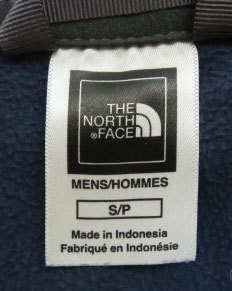 THE
NORTH
®FACE
MENS/HOMMES
S/P
Made in Indonesia
Fabriqué en Indonésie